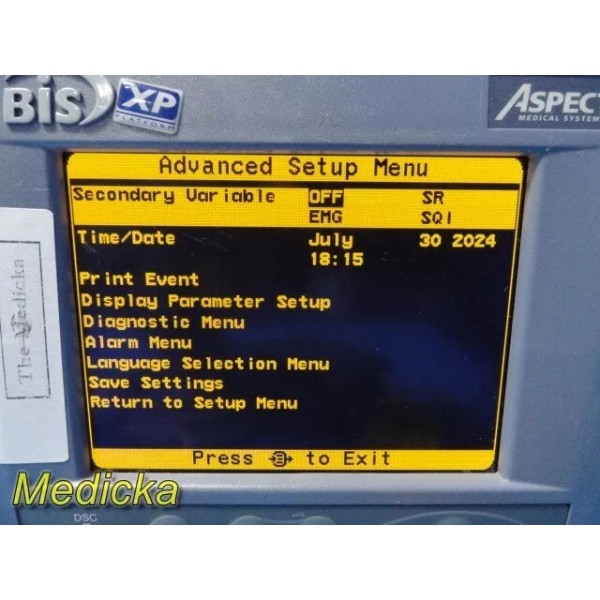 BIS XP
PLATFORM
ASPECT
MEDICAL SYSTEMS
Advanced Setup Menu
Secondary Variable OFF SR
EMG SQI
Time/Date July 30 2024
18:15
Print Event
Display Parameter Setup
Diagnostic Menu
Alarm Menu
Language Selection Menu
Save Settings
Return to Setup Menu
Press to Exit
The Medicka
Medicka
DSC